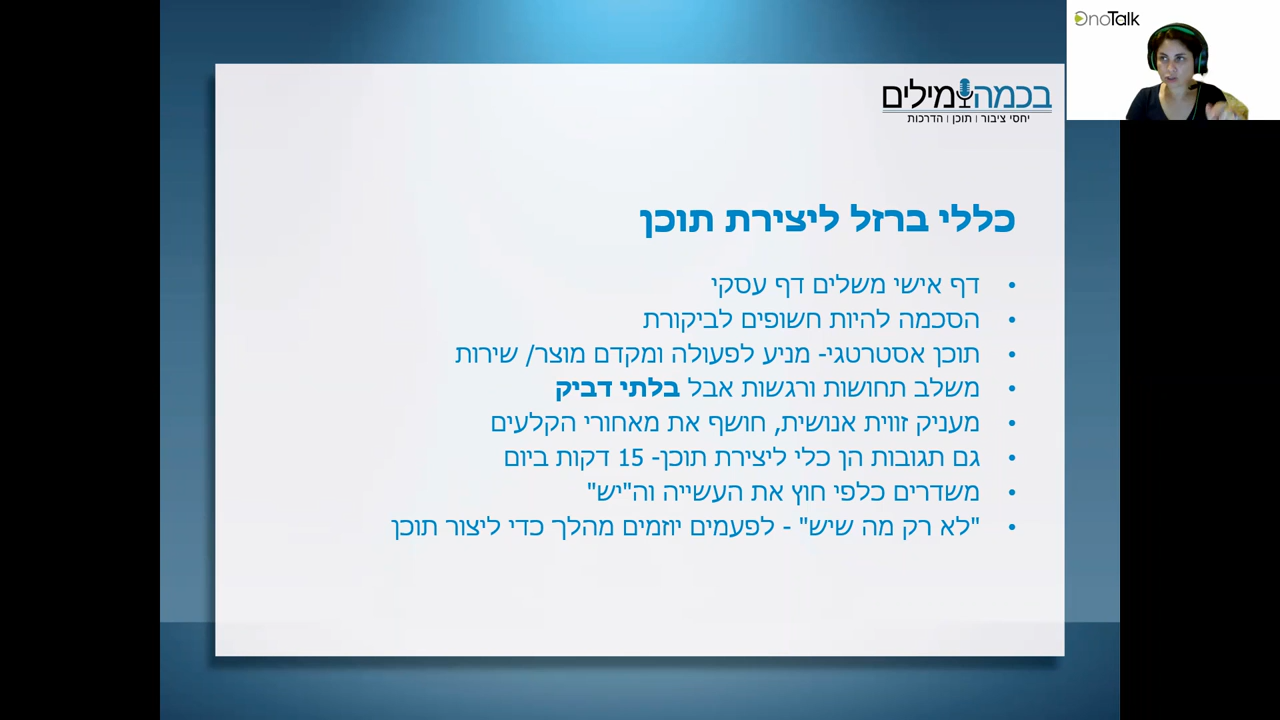 OnoTalk
בכמה מילים
יחסי ציבור | תוכן | הדרכות
כללי ברזל ליצירת תוכן
• דף אישי משלים דף עסקי
• הסכמה להיות חשופים לביקורת
• תוכן אסטרטגי- מניע לפעולה ומקדם מוצר/ שירות
• משלב תחושות ורגשות אבל בלתי דביק
• מעניק זווית אנושית, חושף את מאחורי הקלעים
• גם תגובות הן כלי ליצירת תוכן- 15 דקות ביום
• משדרים כלפי חוץ את העשייה וה"יש"
• "לא רק מה שיש" - לפעמים יוזמים מהלך כדי ליצור תוכן